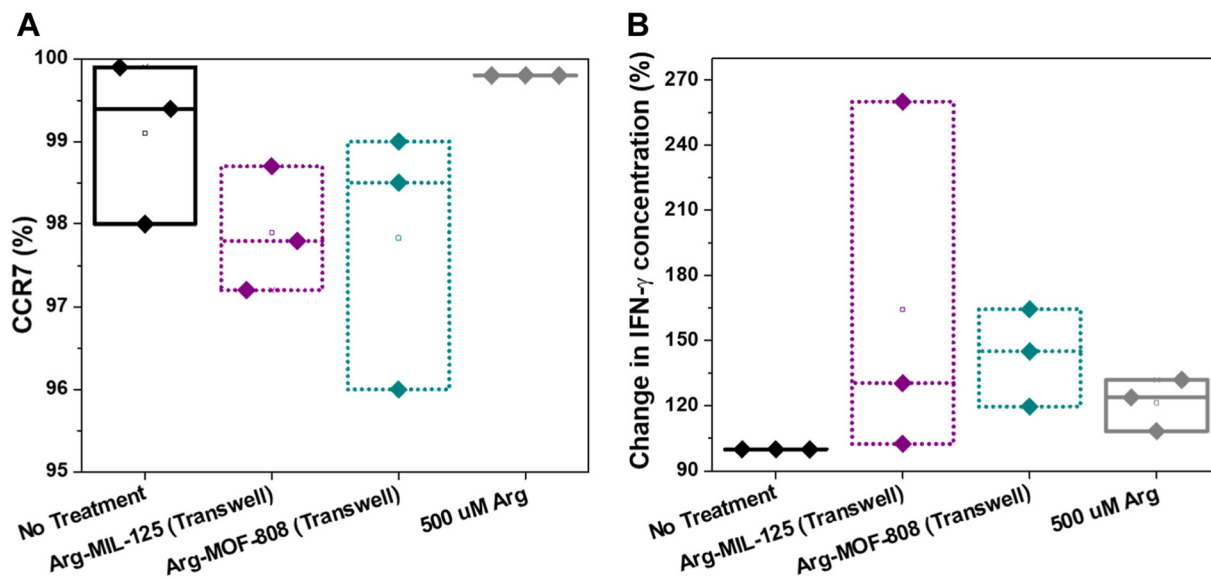 A
CCR7 (%)
100
99
98
97
96
95
No Treatment
Arg-MIL-125 (Transwell)
Arg-MOF-808 (Transwell)
500 uM Arg
B
Change in IFN-γ concentration (%)
270
240
210
180
150
120
90
No Treatment
Arg-MIL-125 (Transwell)
Arg-MOF-808 (Transwell)
500 uM Arg